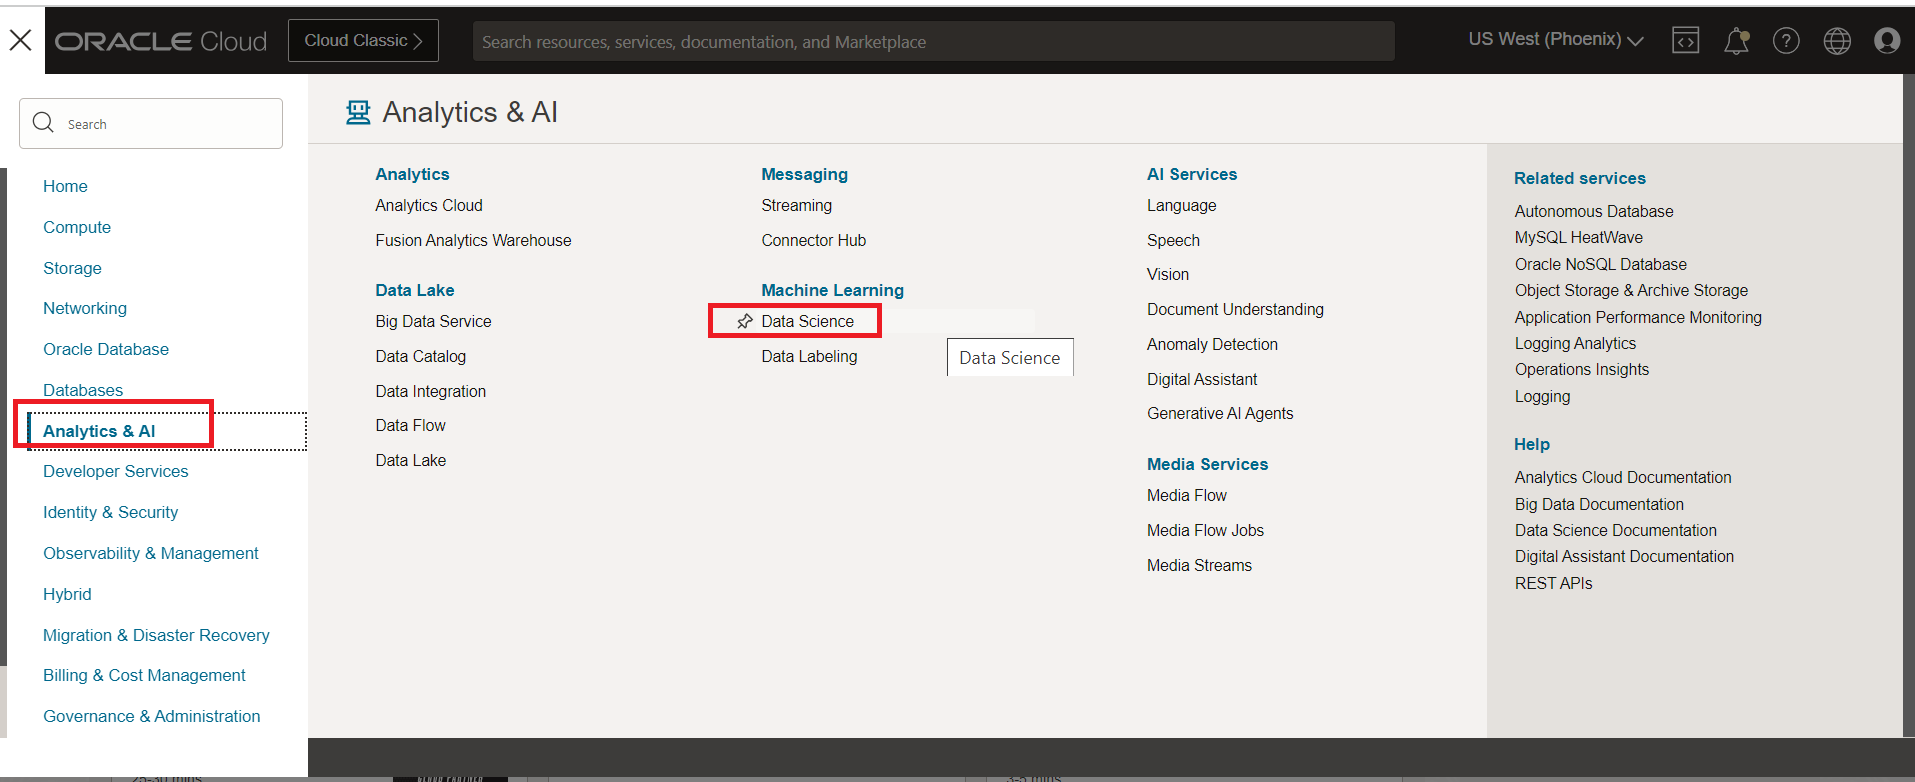 ORACLE Cloud
Cloud Classic
Search resources, services, documentation, and Marketplace
US West (Phoenix)
Search
Home
Compute
Storage
Networking
Oracle Database
Databases
Analytics & AI
Developer Services
Identity & Security
Observability & Management
Hybrid
Migration & Disaster Recovery
Billing & Cost Management
Governance & Administration
Analytics & AI
Analytics
Analytics Cloud
Fusion Analytics Warehouse
Data Lake
Big Data Service
Data Catalog
Data Integration
Data Flow
Data Lake
Messaging
Streaming
Connector Hub
Machine Learning
Data Science
Data Labeling
Data Science
AI Services
Language
Speech
Vision
Document Understanding
Anomaly Detection
Digital Assistant
Generative AI Agents
Media Services
Media Flow
Media Flow Jobs
Media Streams
Related services
Autonomous Database
MySQL HeatWave
Oracle NoSQL Database
Object Storage & Archive Storage
Application Performance Monitoring
Logging Analytics
Operations Insights
Logging
Help
Analytics Cloud Documentation
Big Data Documentation
Data Science Documentation
Digital Assistant Documentation
REST APIs
25-30 mins
3-5 mins